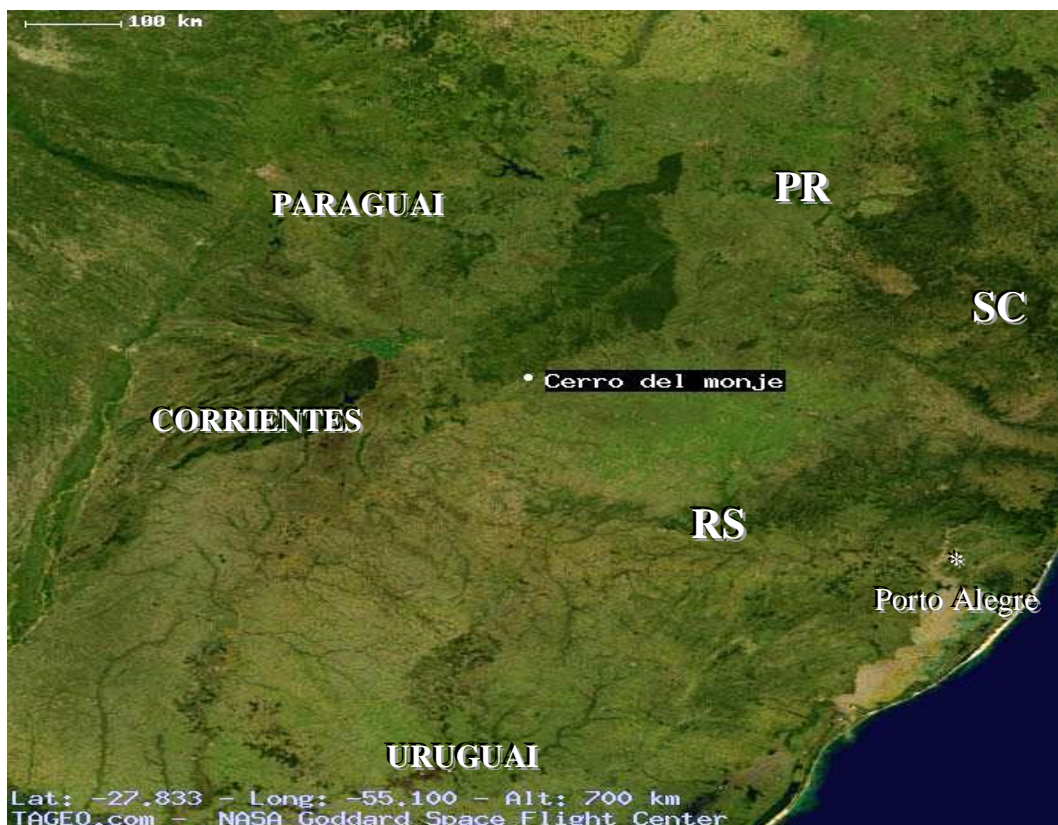 100 km
PR
PARAGUAI
SC
Cerro del monje
CORRIENTES
RS
*
Porto Alegre
URUGUAI
Lat: -27.833 - Long: -55.100 - Alt: 700 km
TAGEO.com - NASA Goddard Space Flight Center